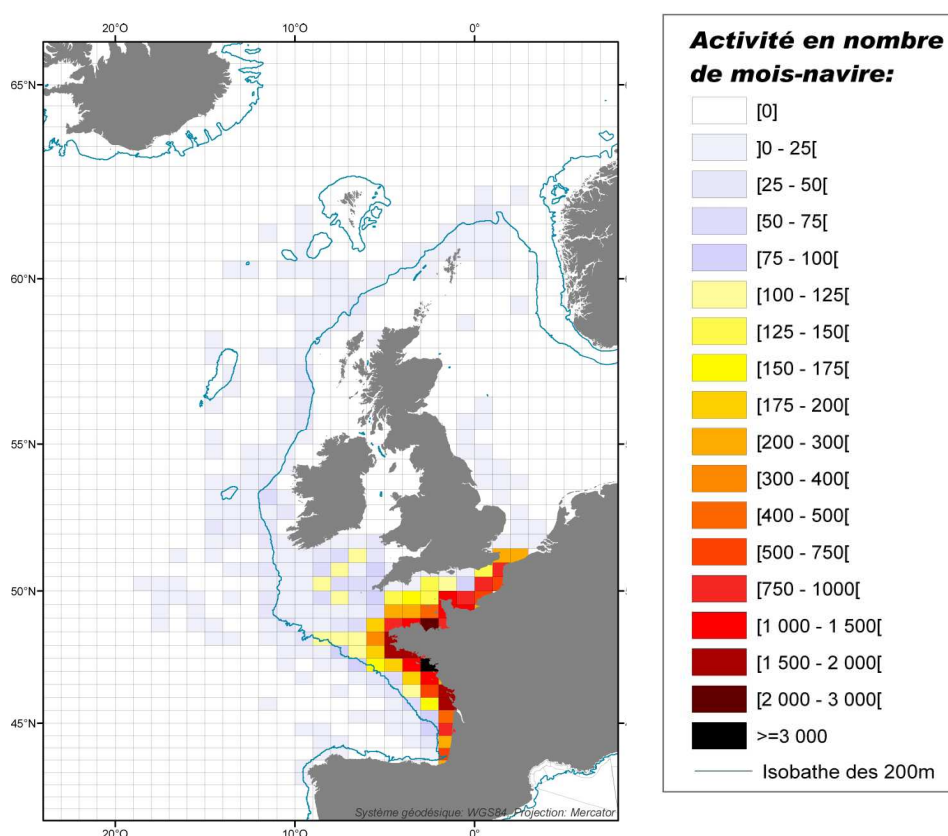 20°O 10°O 0°
65°N
60°N
55°N
50°N
45°N
20°O 10°O 0°
Système géodésique: WGS84, Projection: Mercator
Activité en nombre
de mois-navire:
[0]
]0 - 25[
[25 - 50[
[50 - 75[
[75 - 100[
[100 - 125[
[125 - 150[
[150 - 175[
[175 - 200[
[200 - 300[
[300 - 400[
[400 - 500[
[500 - 750[
[750 - 1000[
[1 000 - 1 500[
[1 500 - 2 000[
[2 000 - 3 000[
>=3 000
Isobathe des 200m